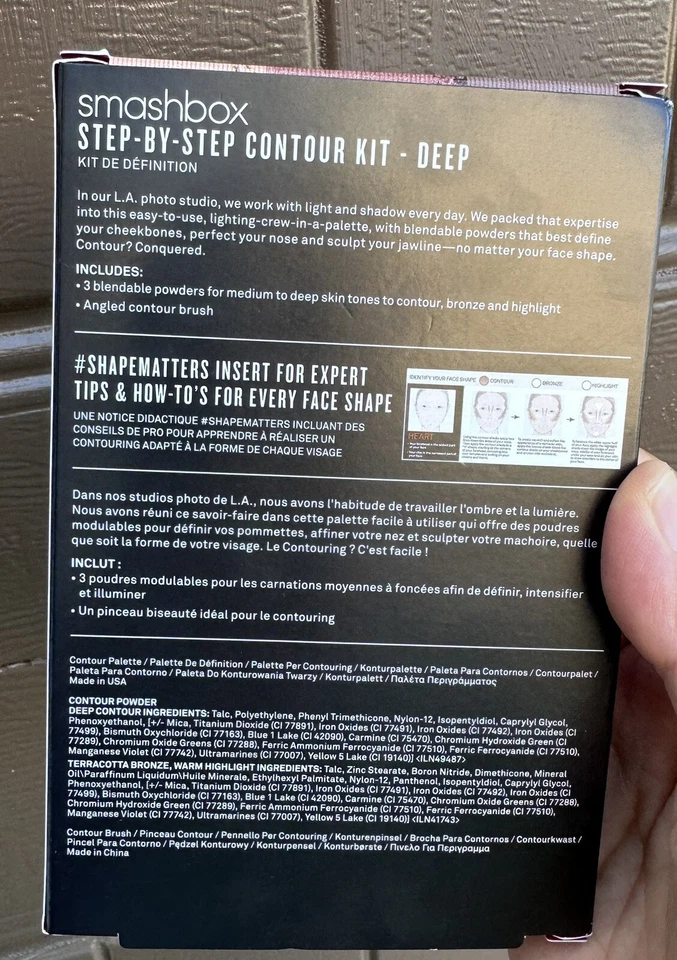 smashbox
STEP-BY-STEP CONTOUR KIT - DEEP
KIT DE DÉFINITION
In our L.A. photo studio, we work with light and shadow every day. We packed that expertise
into this easy-to-use, lighting-crew-in-a-palette, with blendable powders that best define
your cheekbones, perfect your nose and sculpt your jawline—no matter your face shape.
Contour? Conquered.
INCLUDES:
• 3 blendable powders for medium to deep skin tones to contour, bronze and highlight
• Angled contour brush
#SHAPEMATTERS INSERT FOR EXPERT
TIPS & HOW-TO'S FOR EVERY FACE SHAPE
UNE NOTICE DIDACTIQUE #SHAPEMATTERS INCLUANT DES
CONSEILS DE PRO POUR APPRENDRE À RÉALISER UN
CONTOURING ADAPTÉ À LA FORME DE CHAQUE VISAGE
IDENTIFY YOUR FACE SHAPE CONTOUR BRONZE HIGHLIGHT
HEART
Dans nos studios photo de L.A., nous avons l'habitude de travailler l'ombre et la lumière.
Nous avons réuni ce savoir-faire dans cette palette facile à utiliser qui offre des poudres
modulables pour définir vos pommettes, affiner votre nez et sculpter votre machoire, quelle
que soit la forme de votre visage. Le Contouring ? C'est facile !
INCLUT :
• 3 poudres modulables pour les carnations moyennes à foncées afin de définir, intensifier
et illuminer
• Un pinceau biseauté idéal pour le contouring
Contour Palette / Palette De Définition / Palette Per Contouring / Konturpalette / Paleta Para Contornos / Contourpalet /
Paleta Para Contorno / Paleta Do Konturowania Twarzy / Konturpalett / Παλέτα Περιγράμματος
Made in USA
CONTOUR POWDER
DEEP CONTOUR INGREDIENTS: Talc, Polyethylene, Phenyl Trimethicone, Nylon-12, Isopentyldiol, Caprylyl Glycol,
Phenoxyethanol, [+/- Mica, Titanium Dioxide (CI 77891), Iron Oxides (CI 77491), Iron Oxides (CI 77492), Iron Oxides (CI
77499), Bismuth Oxychloride (CI 77163), Blue 1 Lake (CI 42090), Carmine (CI 75470), Chromium Hydroxide Green (CI
77289), Chromium Oxide Greens (CI 77288), Ferric Ammonium Ferrocyanide (CI 77510), Ferric Ferrocyanide (CI 77510),
Manganese Violet (CI 77742), Ultramarines (CI 77007), Yellow 5 Lake (CI 19140)] <ILN49487>
TERRACOTTA BRONZE, WARM HIGHLIGHT INGREDIENTS: Talc, Zinc Stearate, Boron Nitride, Dimethicone, Mineral
Oil\Paraffinum Liquidum\Huile Minerale, Ethylhexyl Palmitate, Nylon-12, Panthenol, Isopentyldiol, Caprylyl Glycol,
Phenoxyethanol, [+/- Mica, Titanium Dioxide (CI 77891), Iron Oxides (CI 77491), Iron Oxides (CI 77492), Iron Oxides (CI
77499), Bismuth Oxychloride (CI 77163), Blue 1 Lake (CI 42090), Carmine (CI 75470), Chromium Oxide Greens (CI 77288),
Chromium Hydroxide Green (CI 77289), Ferric Ammonium Ferrocyanide (CI 77510), Ferric Ferrocyanide (CI 77510),
Manganese Violet (CI 77742), Ultramarines (CI 77007), Yellow 5 Lake (CI 19140)] <ILN41743>
Contour Brush / Pinceau Contour / Pennello Per Contouring / Konturenpinsel / Brocha Para Contornos / Contourkwast /
Pincel Para Contorno / Pędzel Konturowy / Konturpensel / Konturbørste / Πινελο Για Περιγραμμα
Made in China